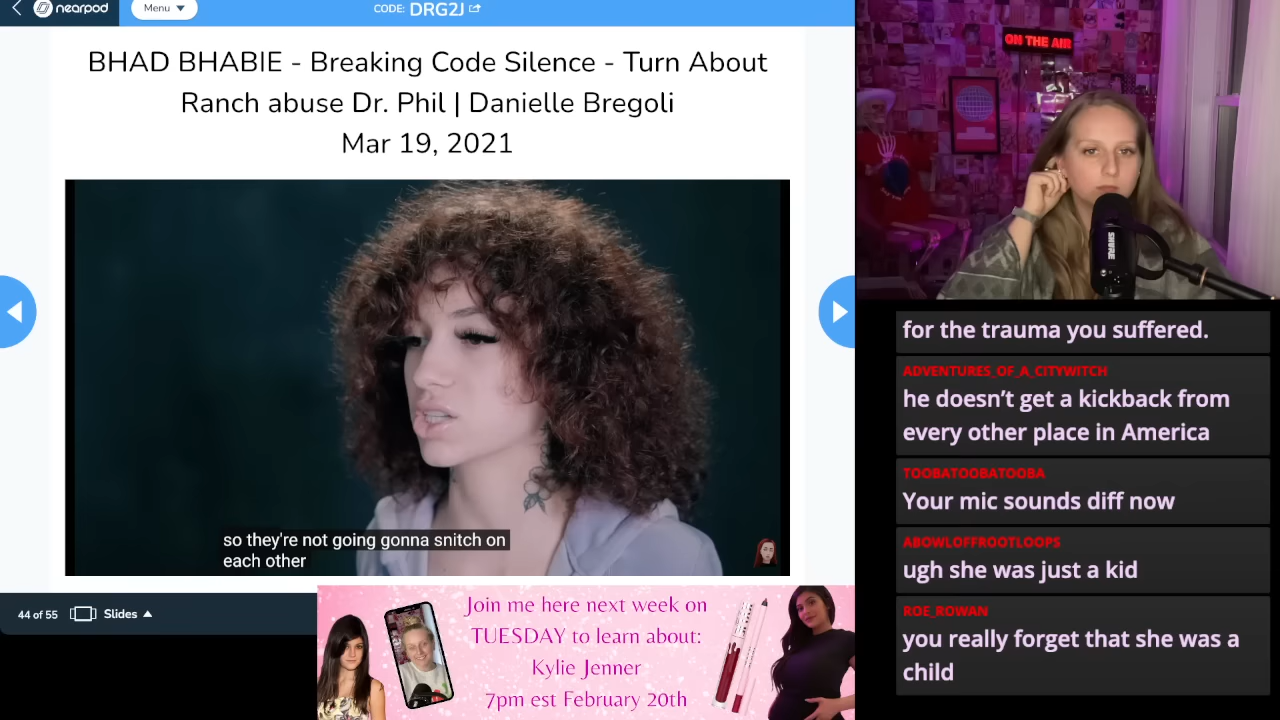 nearpod
Menu
CODE: DRG2J
BHAD BHABIE - Breaking Code Silence - Turn About
Ranch abuse Dr. Phil | Danielle Bregoli
Mar 19, 2021
so they're not going gonna snitch on
each other
44 of 55
Slides
Join me here next week on
TUESDAY to learn about:
Kylie Jenner
7pm est February 20th
ON THE AIR
SHURE
for the trauma you suffered.
ADVENTURES_OF_A_CITYWITCH
he doesn’t get a kickback from
every other place in America
TOOBATOOBATOOBA
Your mic sounds diff now
ABOWLOFFROOTLOOPS
ugh she was just a kid
ROE_ROWAN
you really forget that she was a
child